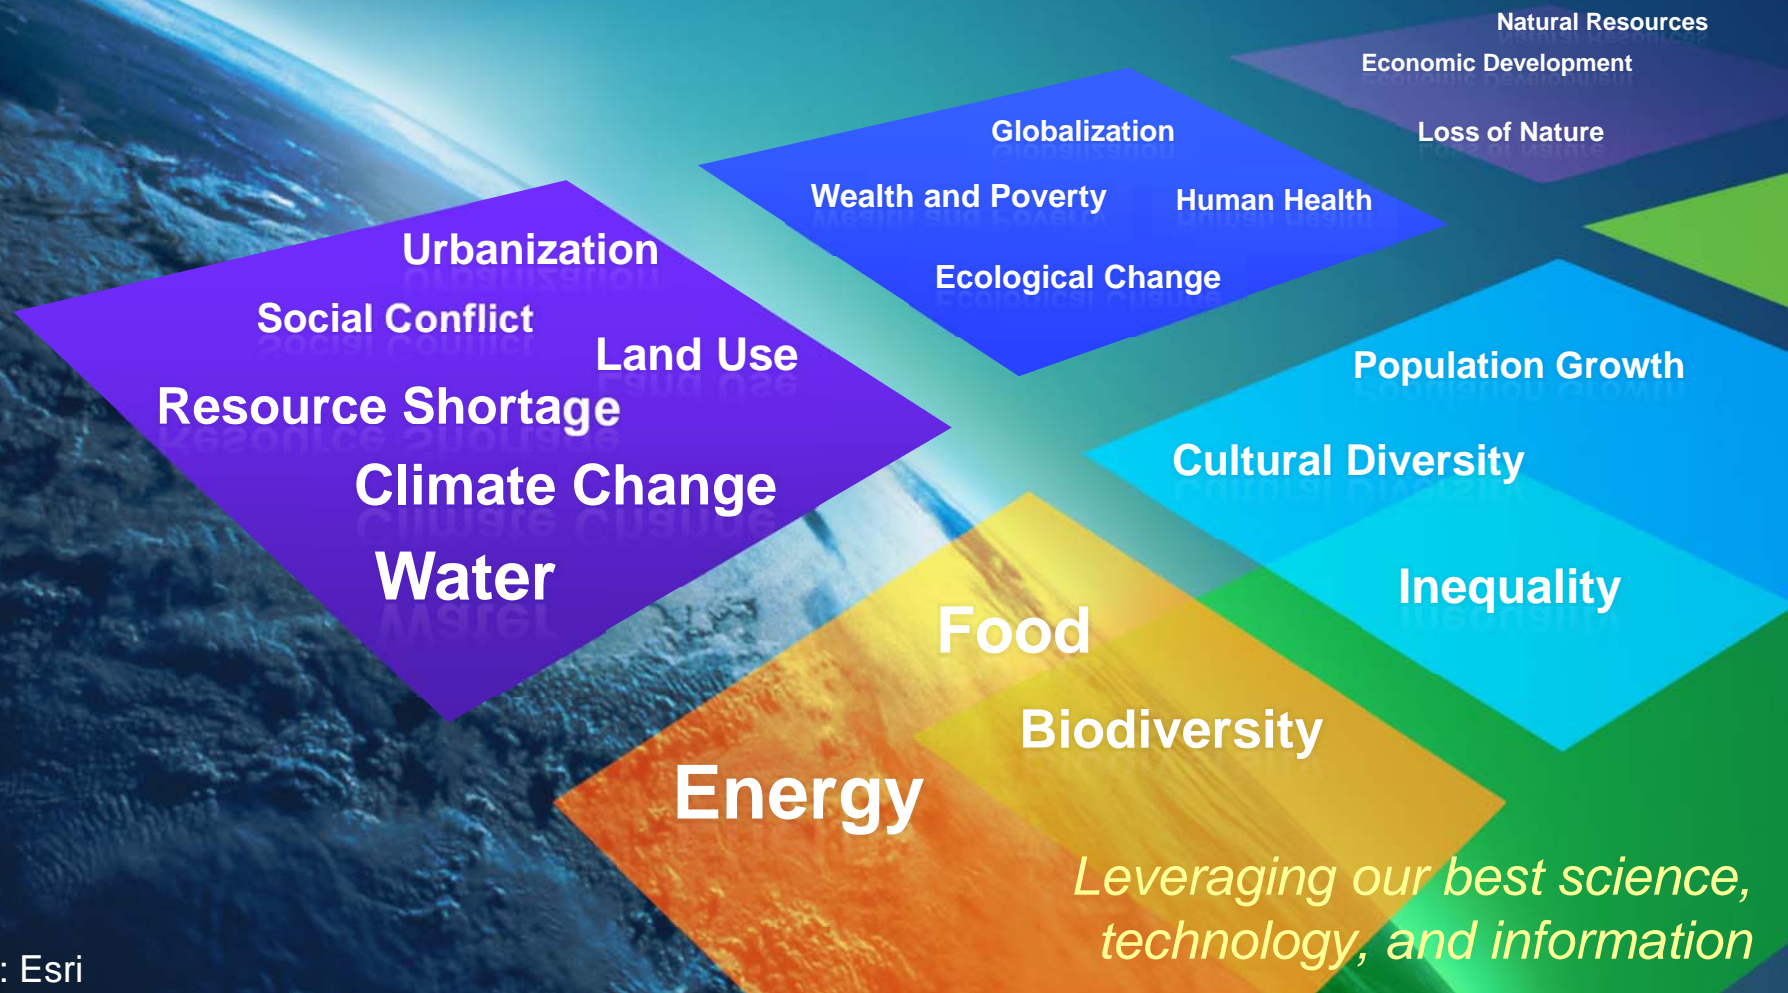 Natural Resources
Economic Development
Loss of Nature
Globalization
Wealth and Poverty
Human Health
Ecological Change
Urbanization
Social Conflict
Land Use
Resource Shortage
Climate Change
Water
Population Growth
Cultural Diversity
Inequality
Food
Biodiversity
Energy
Leveraging our best science,
technology, and information
: Esri